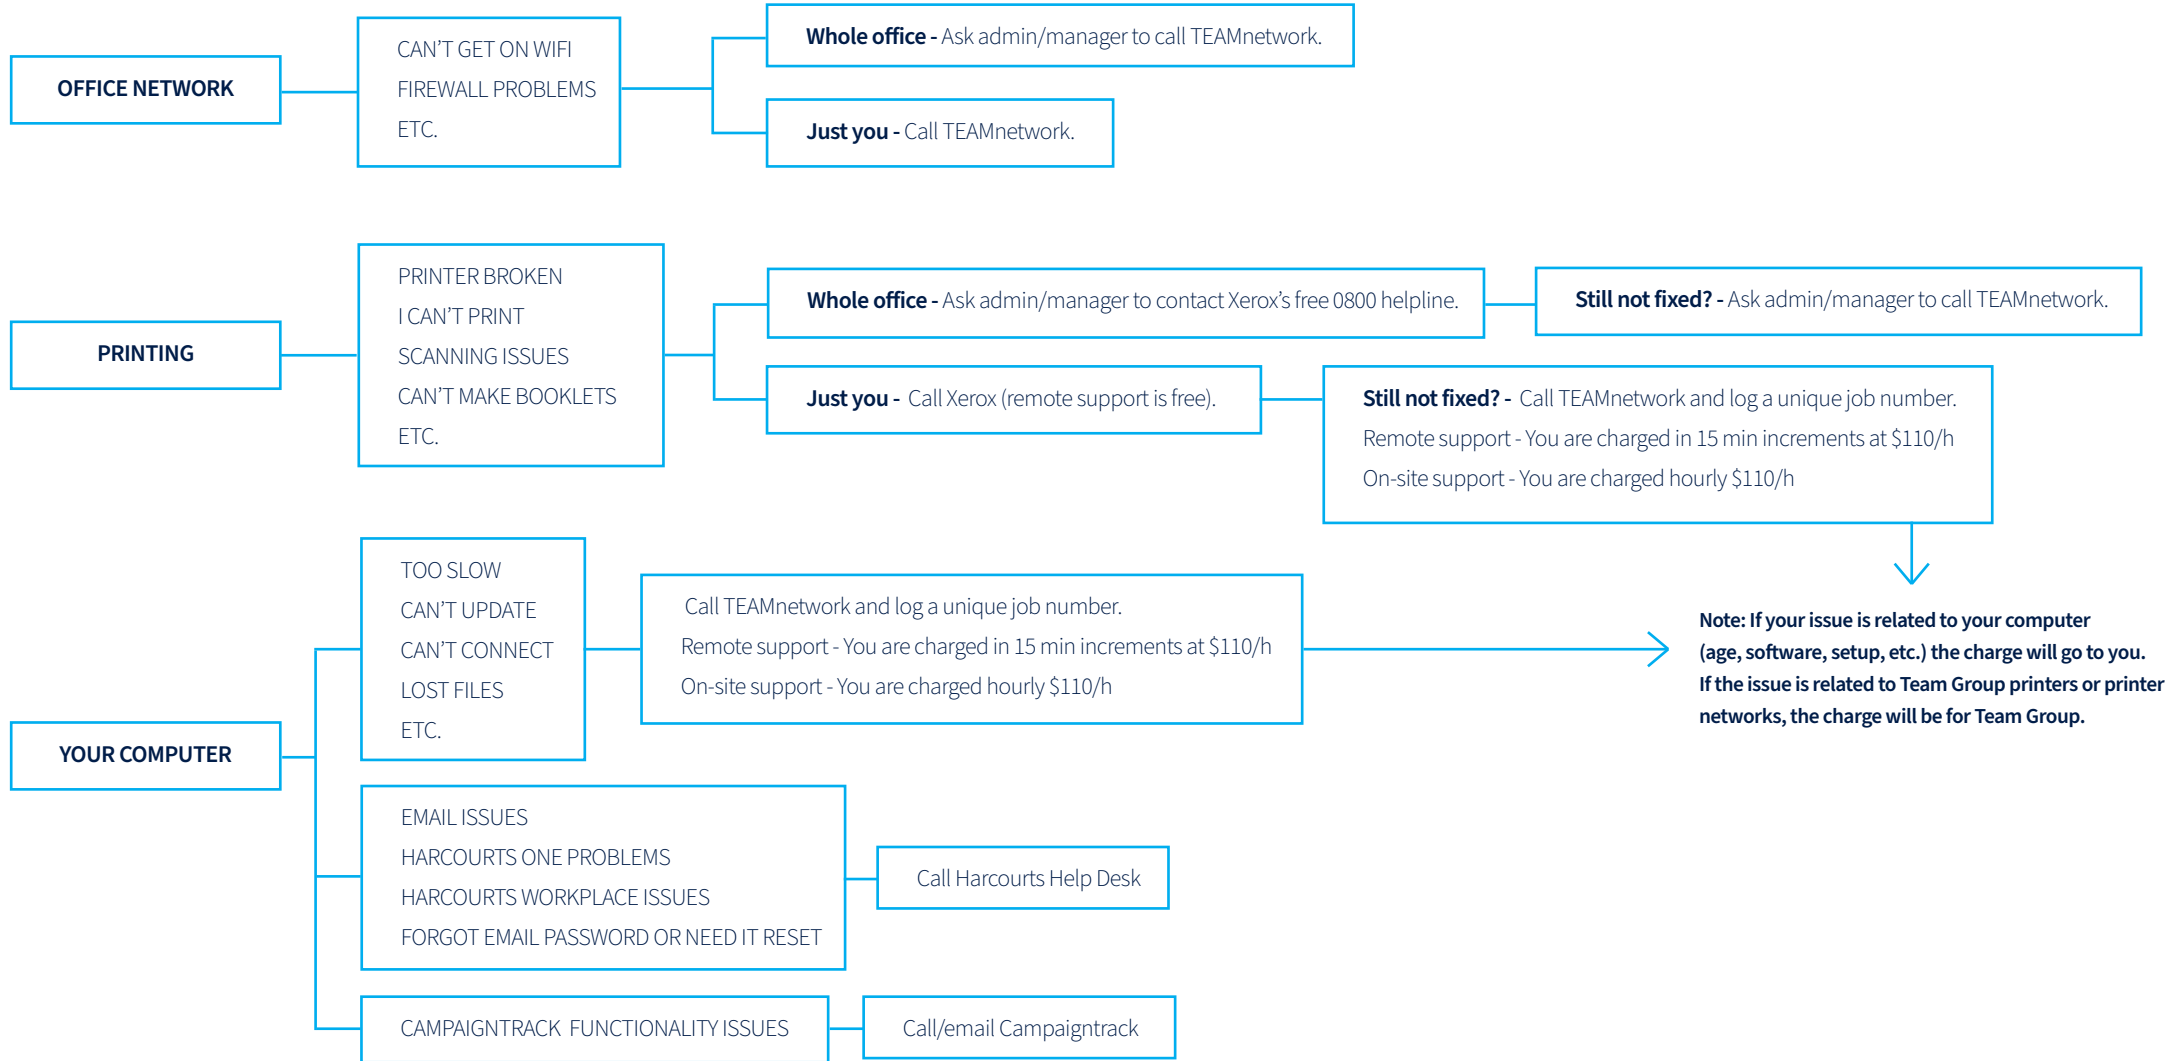 OFFICE NETWORK
CAN'T GET ON WIFI
FIREWALL PROBLEMS
ETC.
Whole office - Ask admin/manager to call TEAMnetwork.
Just you - Call TEAMnetwork.
PRINTING
PRINTER BROKEN
I CAN'T PRINT
SCANNING ISSUES
CAN'T MAKE BOOKLETS
ETC.
Whole office - Ask admin/manager to contact Xerox's free 0800 helpline.
Still not fixed? - Ask admin/manager to call TEAMnetwork.
Just you - Call Xerox (remote support is free).
Still not fixed? - Call TEAMnetwork and log a unique job number.
Remote support - You are charged in 15 min increments at $110/h
On-site support - You are charged hourly $110/h
YOUR COMPUTER
TOO SLOW
CAN'T UPDATE
CAN'T CONNECT
LOST FILES
ETC.
Call TEAMnetwork and log a unique job number.
Remote support - You are charged in 15 min increments at $110/h
On-site support - You are charged hourly $110/h
Note: If your issue is related to your computer
(age, software, setup, etc.) the charge will go to you.
If the issue is related to Team Group printers or printer
networks, the charge will be for Team Group.
EMAIL ISSUES
HARCOURTS ONE PROBLEMS
HARCOURTS WORKPLACE ISSUES
FORGOT EMAIL PASSWORD OR NEED IT RESET
Call Harcourts Help Desk
CAMPAIGNTRACK FUNCTIONALITY ISSUES
Call/email Campaigntrack